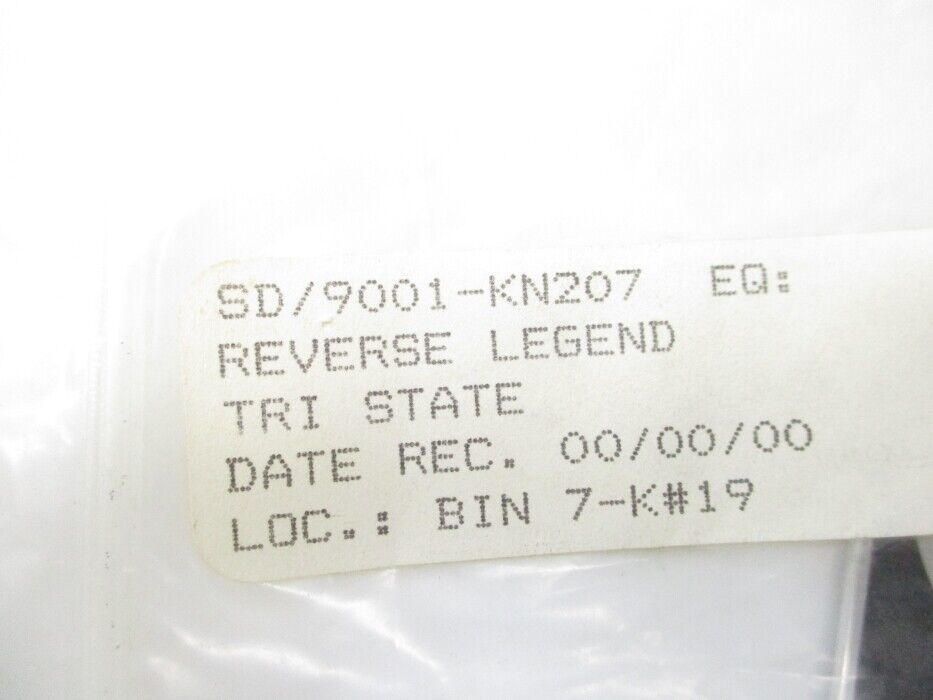 SD/9001-KN207 EQ:
REVERSE LEGEND
TRI STATE
DATE REC. 00/00/00
LOC.: BIN 7-K#19